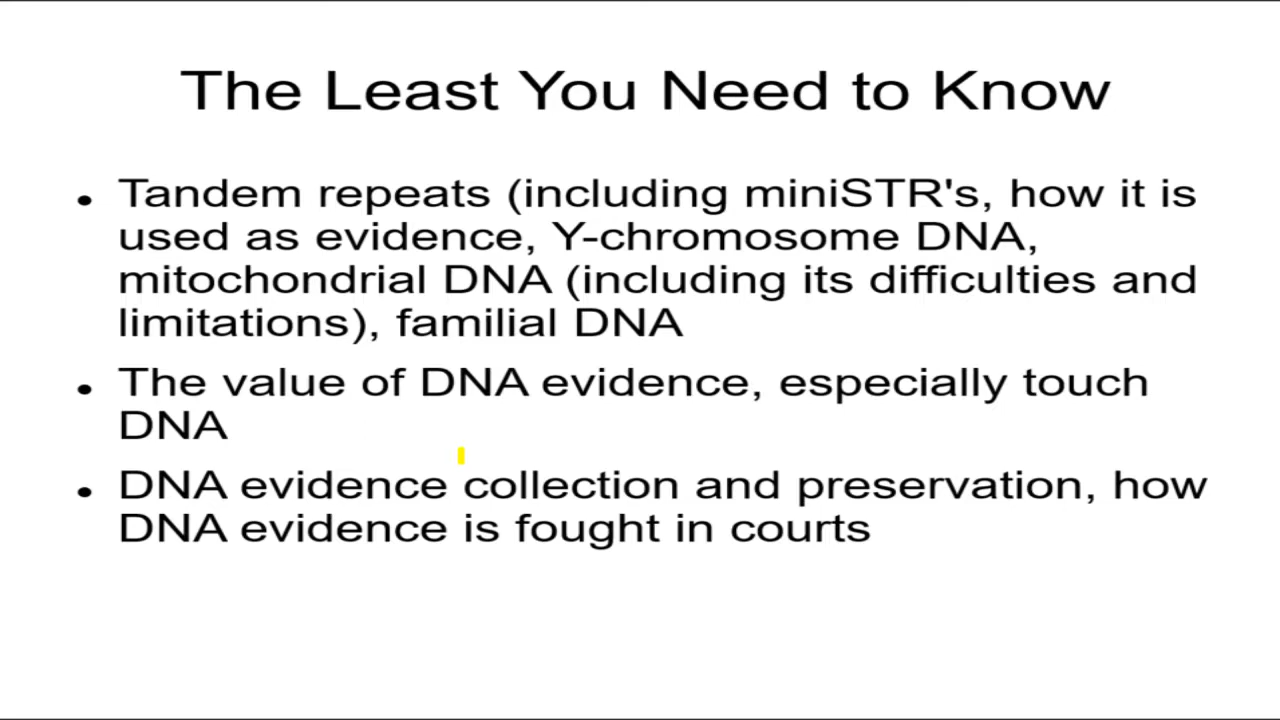 The Least You Need to Know
• Tandem repeats (including miniSTR's, how it is
used as evidence, Y-chromosome DNA,
mitochondrial DNA (including its difficulties and
limitations), familial DNA
• The value of DNA evidence, especially touch
DNA
• DNA evidence collection and preservation, how
DNA evidence is fought in courts